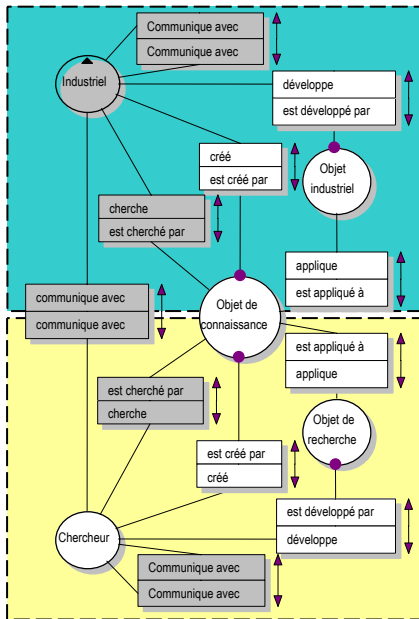 Communique avec
Communique avec
Industriel
développe
est développé par
créé
est créé par
Objet
industriel
cherche
est cherché par
applique
est appliqué à
communique avec
communique avec
Objet de
connaissance
est appliqué à
applique
est cherché par
cherche
Objet de
recherche
est créé par
créé
est développé par
développe
Chercheur
Communique avec
Communique avec